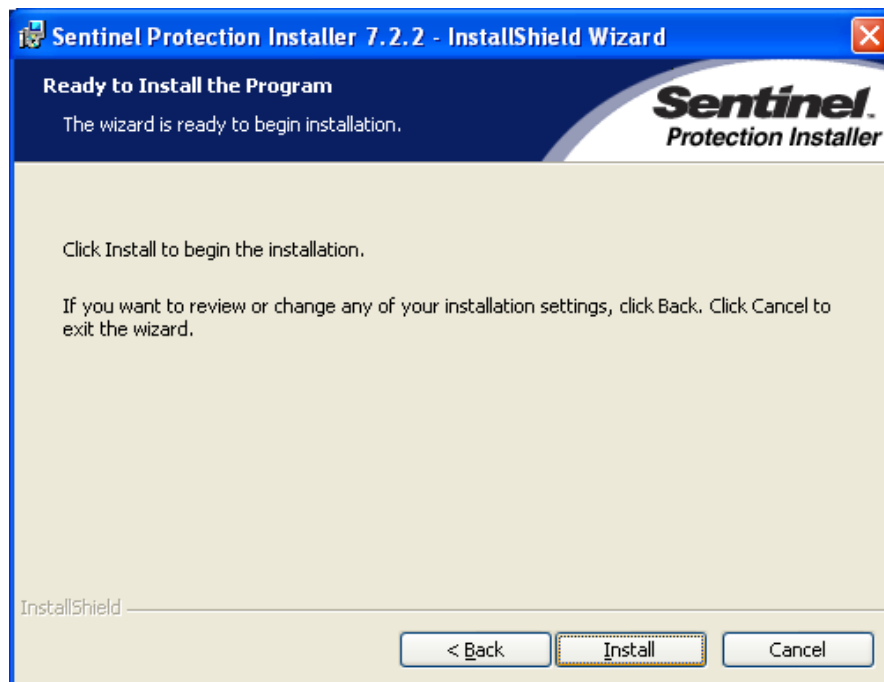 Sentinel Protection Installer 7.2.2 - InstallShield Wizard
Ready to Install the Program
The wizard is ready to begin installation.
Sentinel™
Protection Installer
Click Install to begin the installation.
If you want to review or change any of your installation settings, click Back. Click Cancel to
exit the wizard.
InstallShield
< Back
Install
Cancel